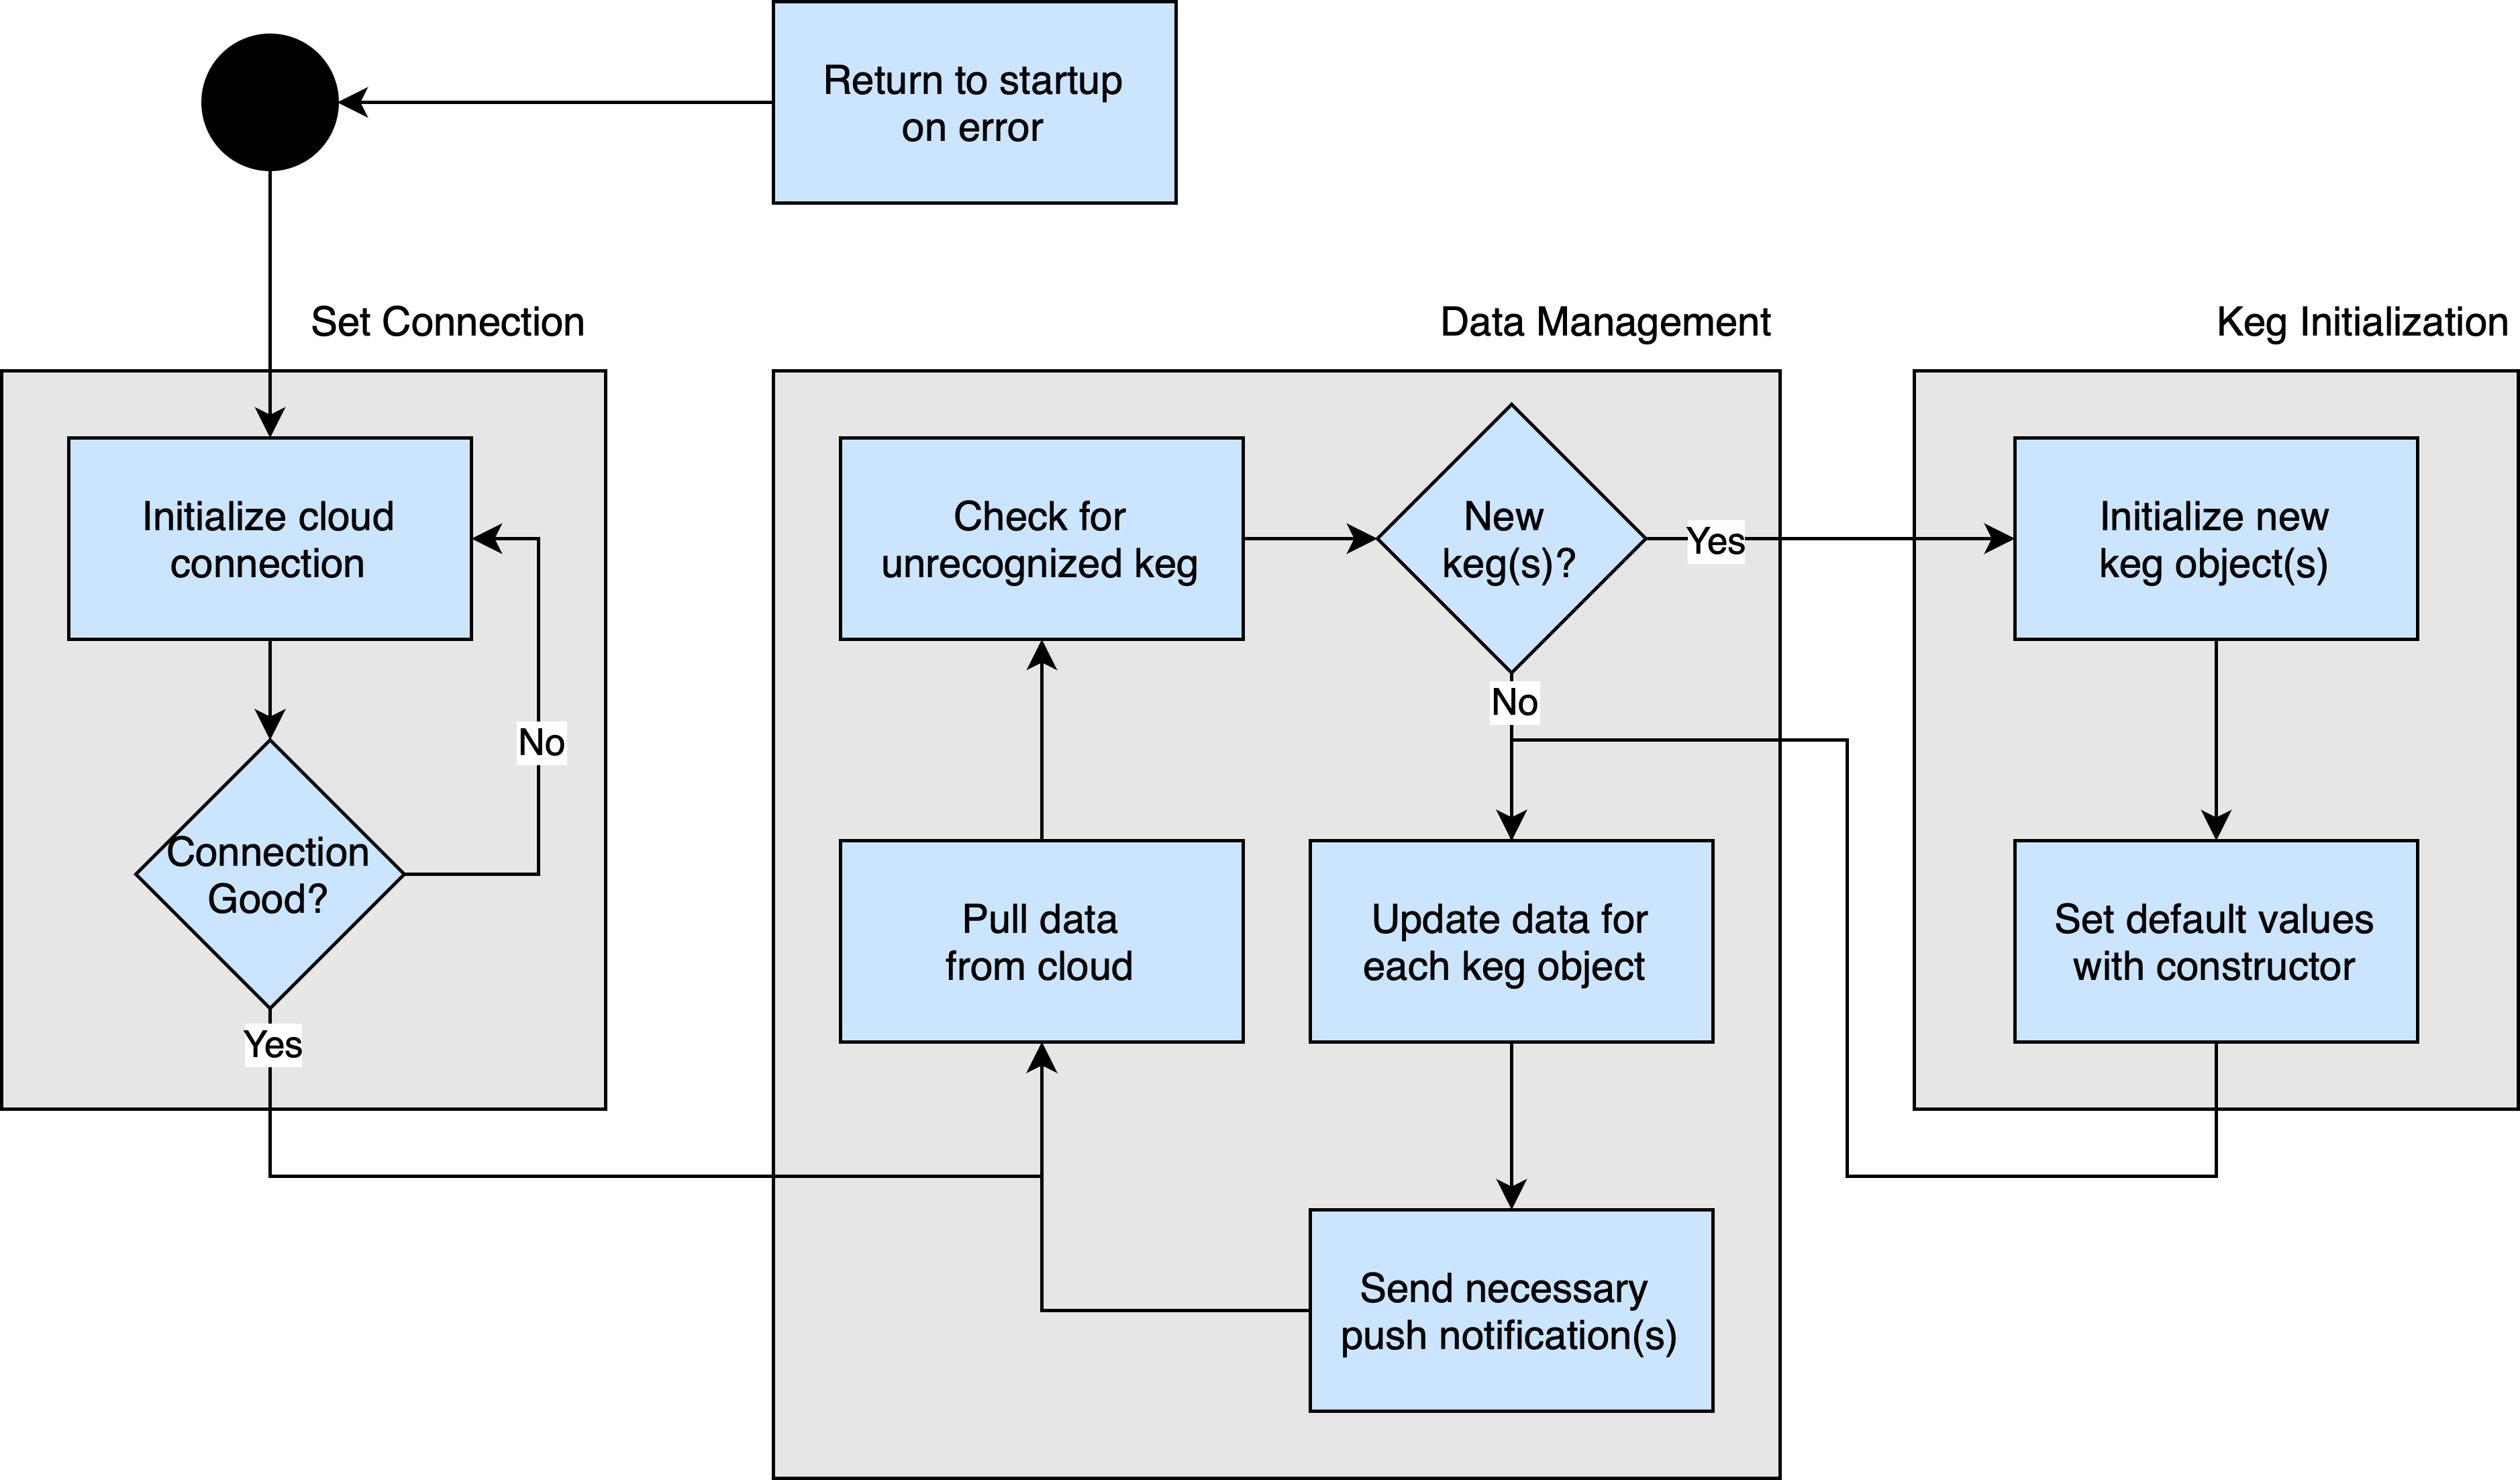 Return to startup
on error
Set Connection
Data Management
Keg Initialization
Initialize cloud
connection
Check for
unrecognized keg
New
keg(s)?
Yes
Initialize new
keg object(s)
No
No
Connection
Good?
Pull data
from cloud
Update data for
each keg object
Set default values
with constructor
Yes
Send necessary
push notification(s)